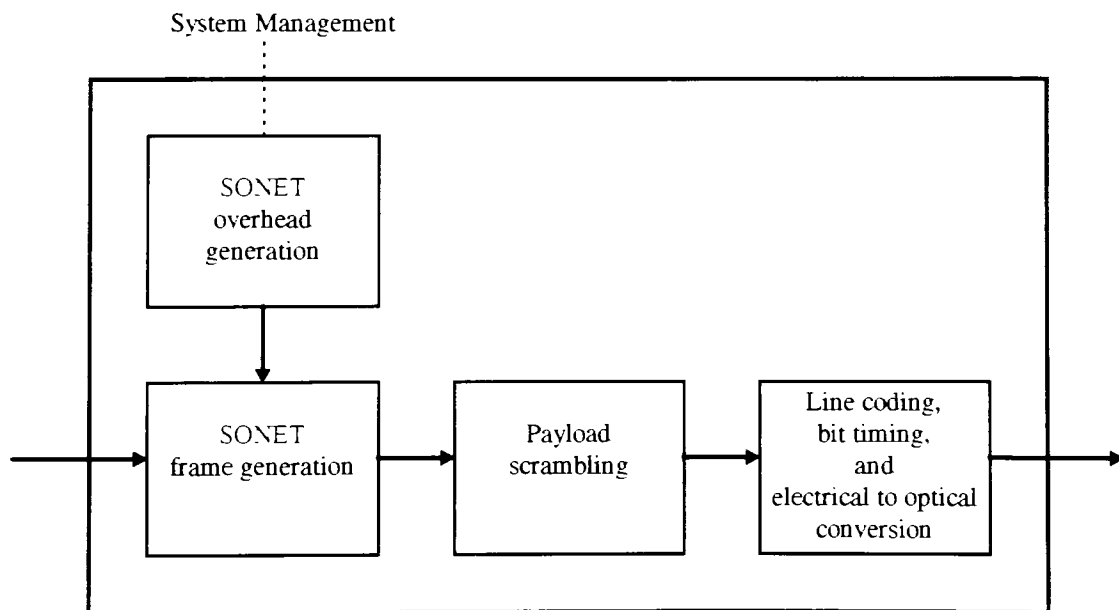 System Management
SONET
overhead
generation
SONET
frame generation
Payload
scrambling
Line coding,
bit timing,
and
electrical to optical
conversion